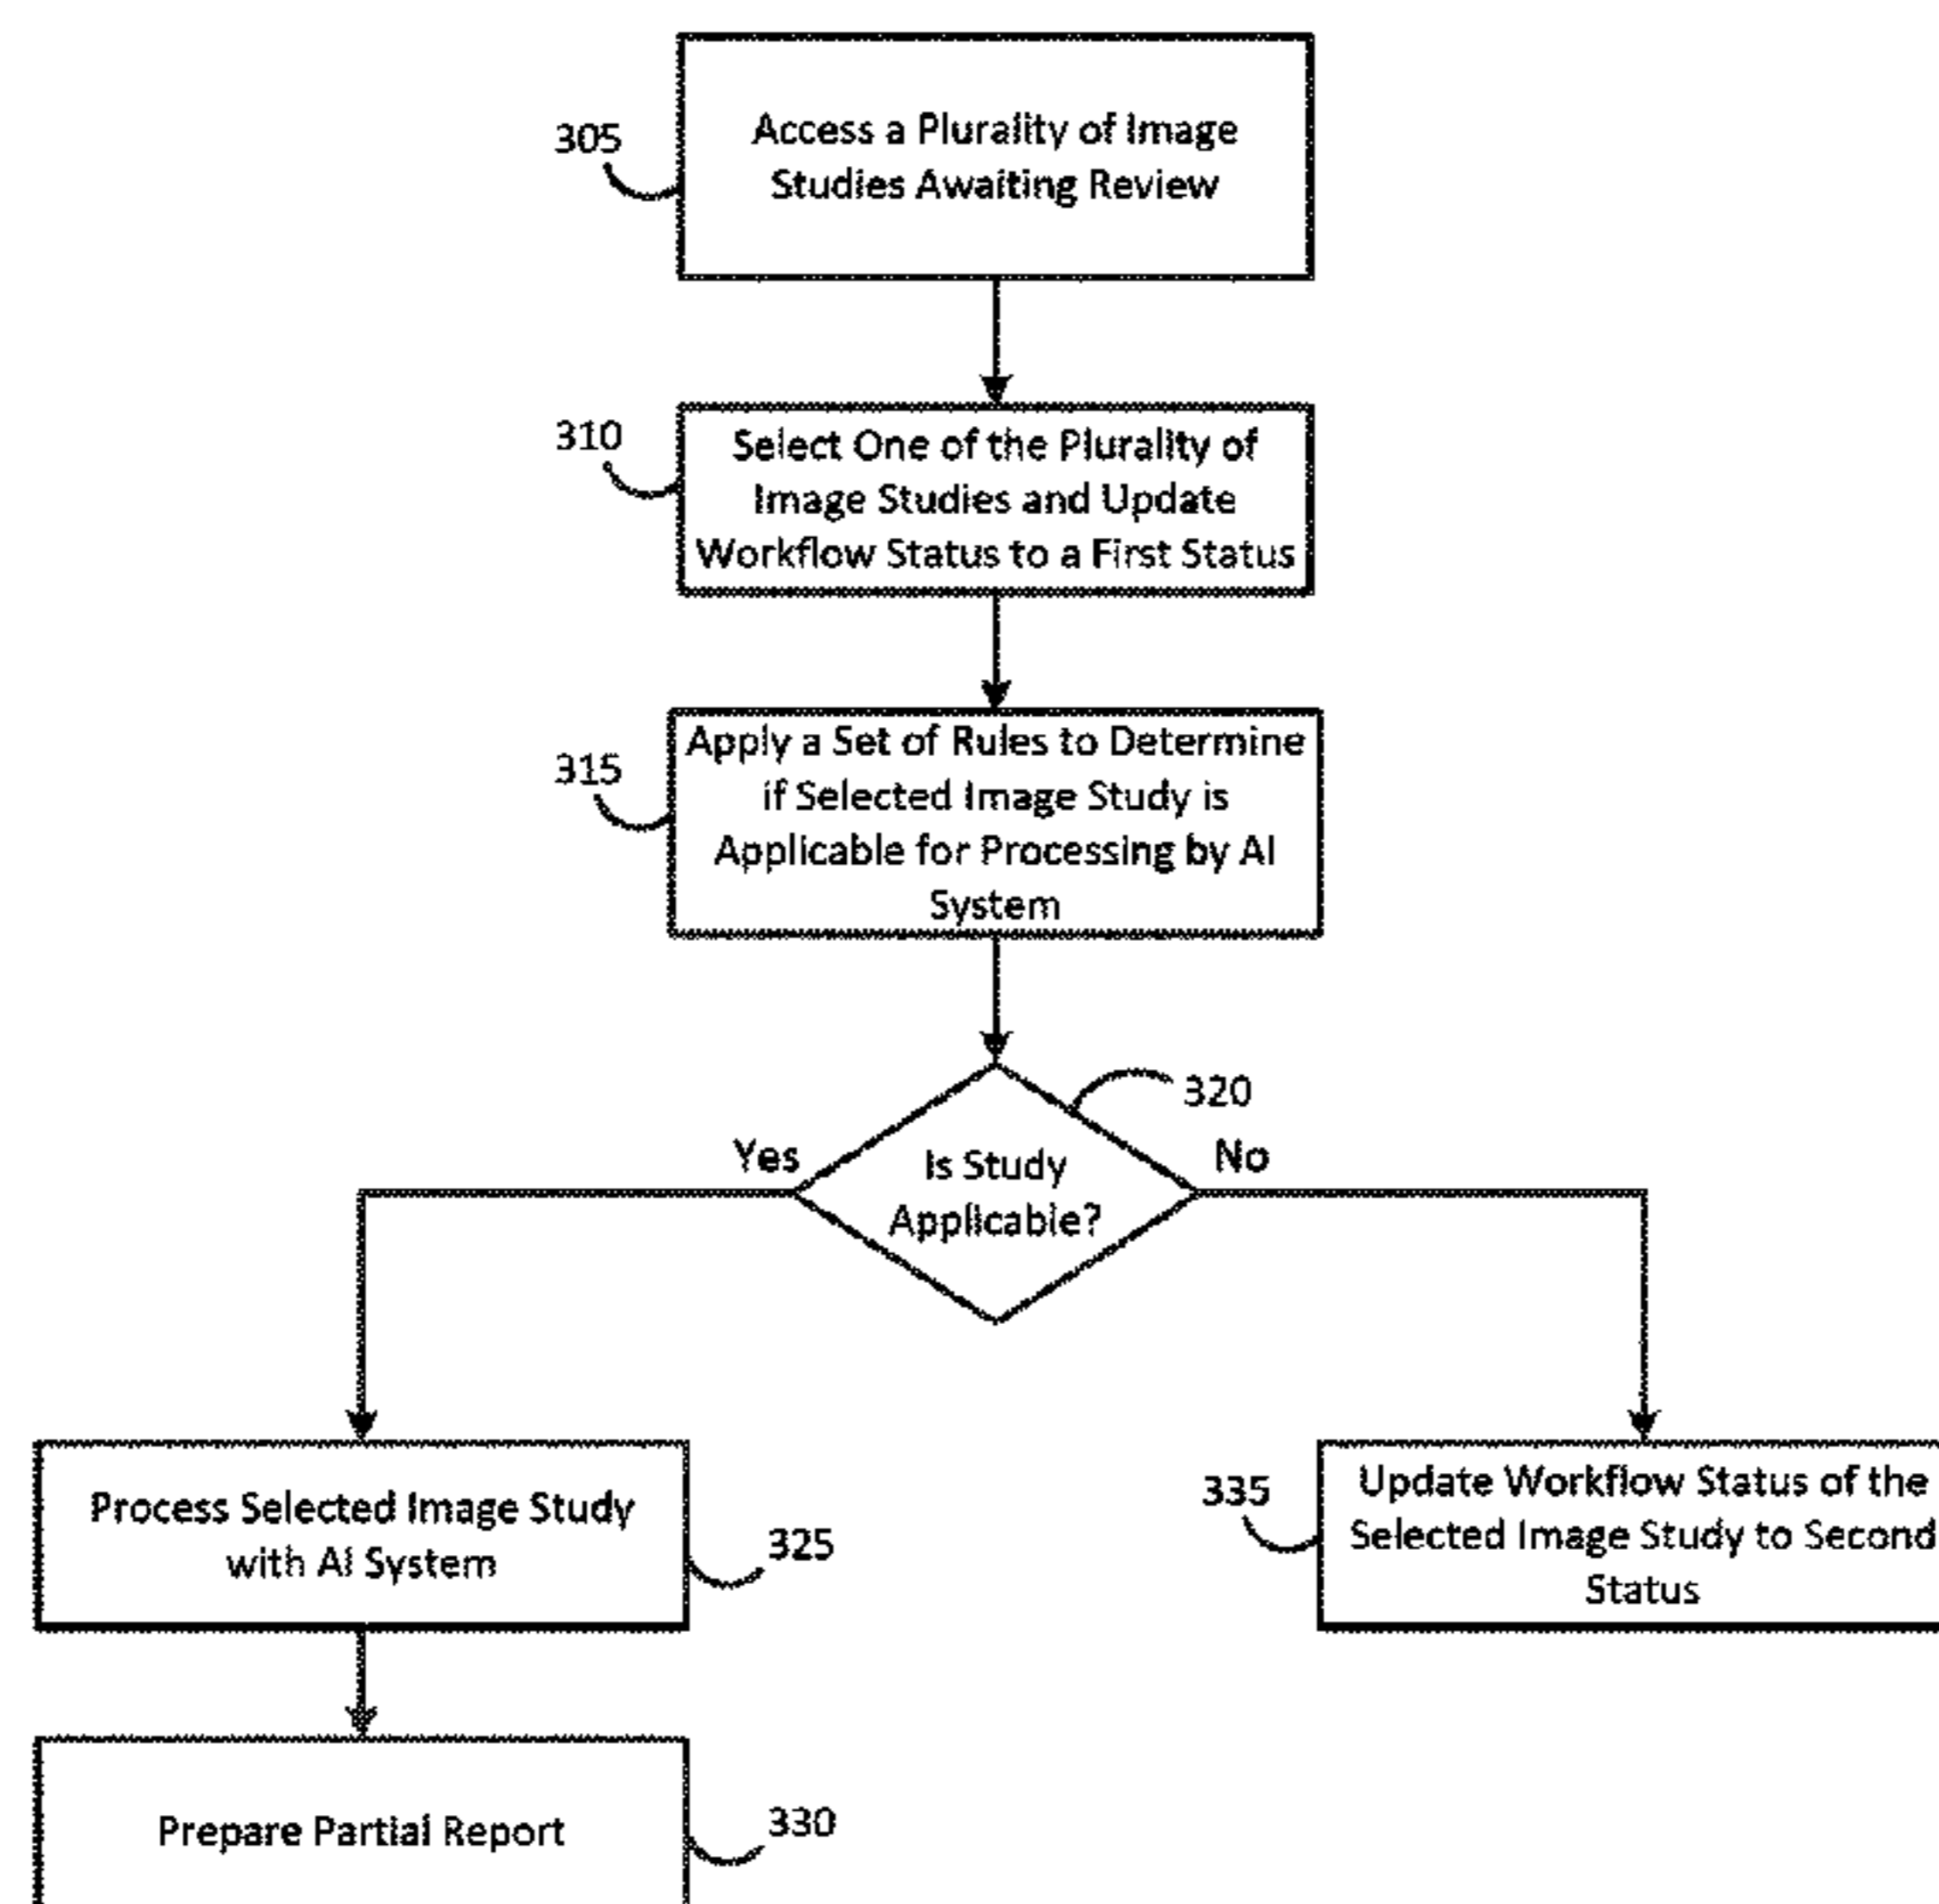 305
Access a Plurality of Image
Studies Awaiting Review
310
Select One of the Plurality of
Image Studies and Update
Workflow Status to a First Status
315
Apply a Set of Rules to Determine
if Selected Image Study is
Applicable for Processing by AI
System
320
Yes
Is Study
Applicable?
No
Process Selected Image Study
with AI System
325
335
Update Workflow Status of the
Selected Image Study to Second
Status
Prepare Partial Report
330